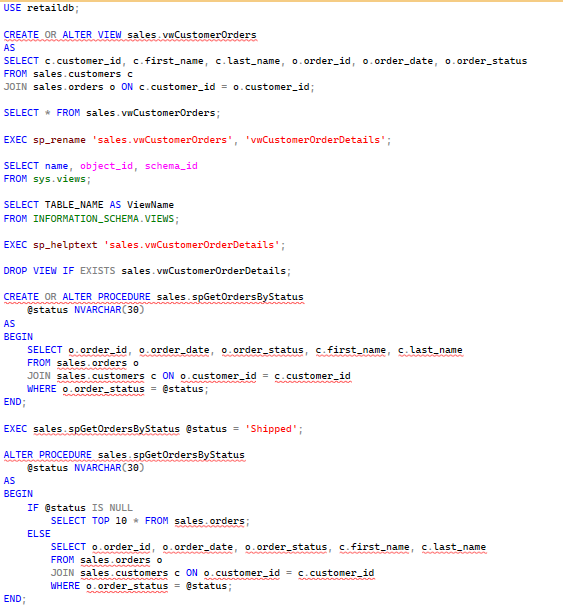 USE retaildb;
CREATE OR ALTER VIEW sales.vwCustomerOrders
AS
SELECT c.customer_id, c.first_name, c.last_name, o.order_id, o.order_date, o.order_status
FROM sales.customers c
JOIN sales.orders o ON c.customer_id = o.customer_id;
SELECT * FROM sales.vwCustomerOrders;
EXEC sp_rename 'sales.vwCustomerOrders', 'vwCustomerOrderDetails';
SELECT name, object_id, schema_id
FROM sys.views;
SELECT TABLE_NAME AS ViewName
FROM INFORMATION_SCHEMA.VIEWS;
EXEC sp_helptext 'sales.vwCustomerOrderDetails';
DROP VIEW IF EXISTS sales.vwCustomerOrderDetails;
CREATE OR ALTER PROCEDURE sales.spGetOrdersByStatus
    @status NVARCHAR(30)
AS
BEGIN
    SELECT o.order_id, o.order_date, o.order_status, c.first_name, c.last_name
    FROM sales.orders o
    JOIN sales.customers c ON o.customer_id = c.customer_id
    WHERE o.order_status = @status;
END;
EXEC sales.spGetOrdersByStatus @status = 'Shipped';
ALTER PROCEDURE sales.spGetOrdersByStatus
    @status NVARCHAR(30)
AS
BEGIN
    IF @status IS NULL
        SELECT TOP 10 * FROM sales.orders;
    ELSE
        SELECT o.order_id, o.order_date, o.order_status, c.first_name, c.last_name
        FROM sales.orders o
        JOIN sales.customers c ON o.customer_id = c.customer_id
        WHERE o.order_status = @status;
END;